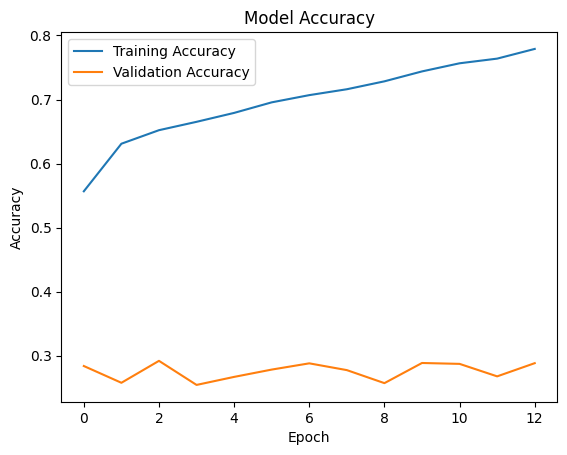 Model Accuracy
Training Accuracy
Validation Accuracy
0.8
0.7
0.6
0.5
0.4
0.3
Accuracy
0 2 4 6 8 10 12
Epoch